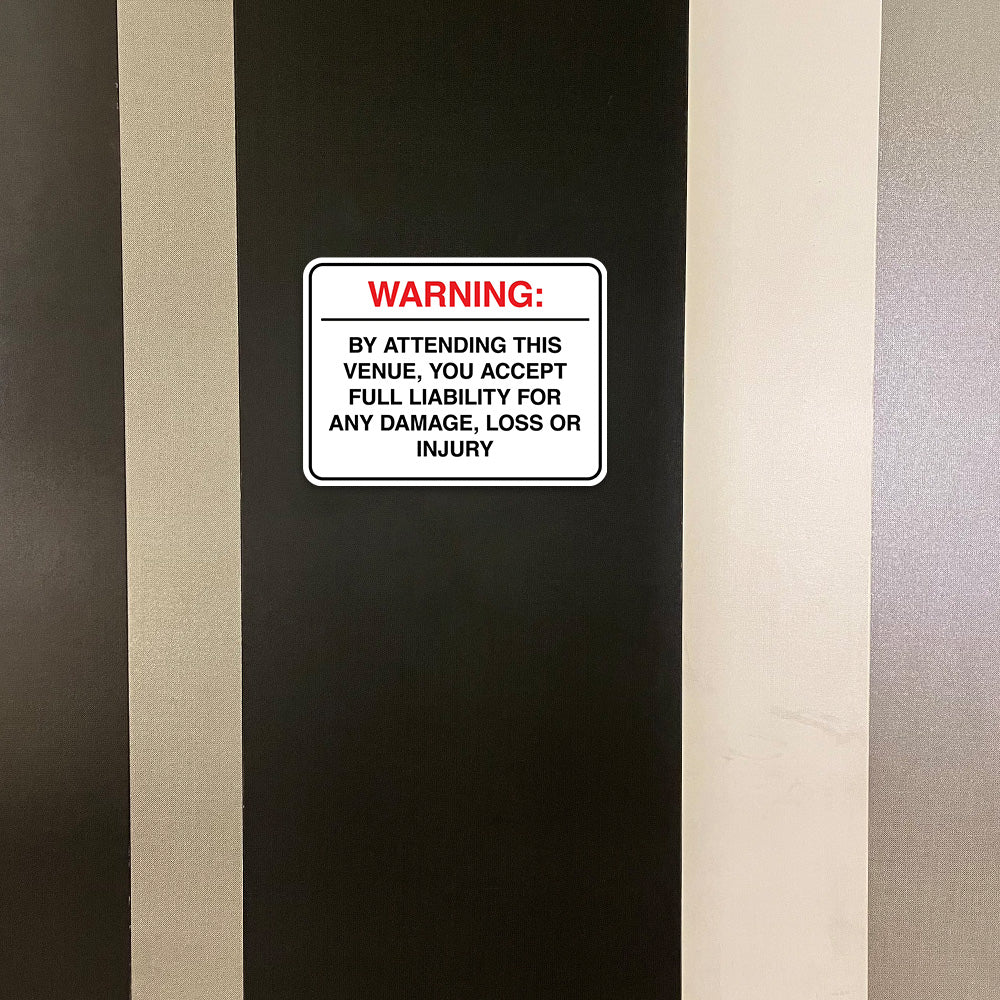 WARNING:
BY ATTENDING THIS
VENUE, YOU ACCEPT
FULL LIABILITY FOR
ANY DAMAGE, LOSS OR
INJURY